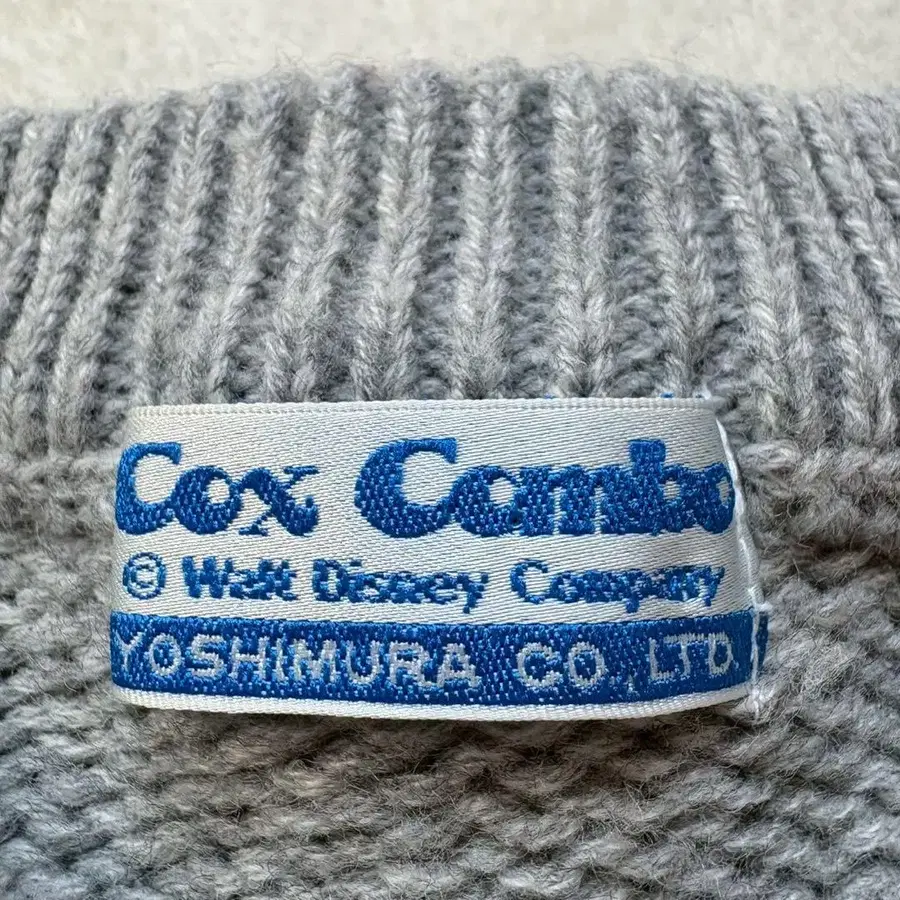 Cox Combo
© Walt Disney Company
YOSHIMURA CO., LTD.